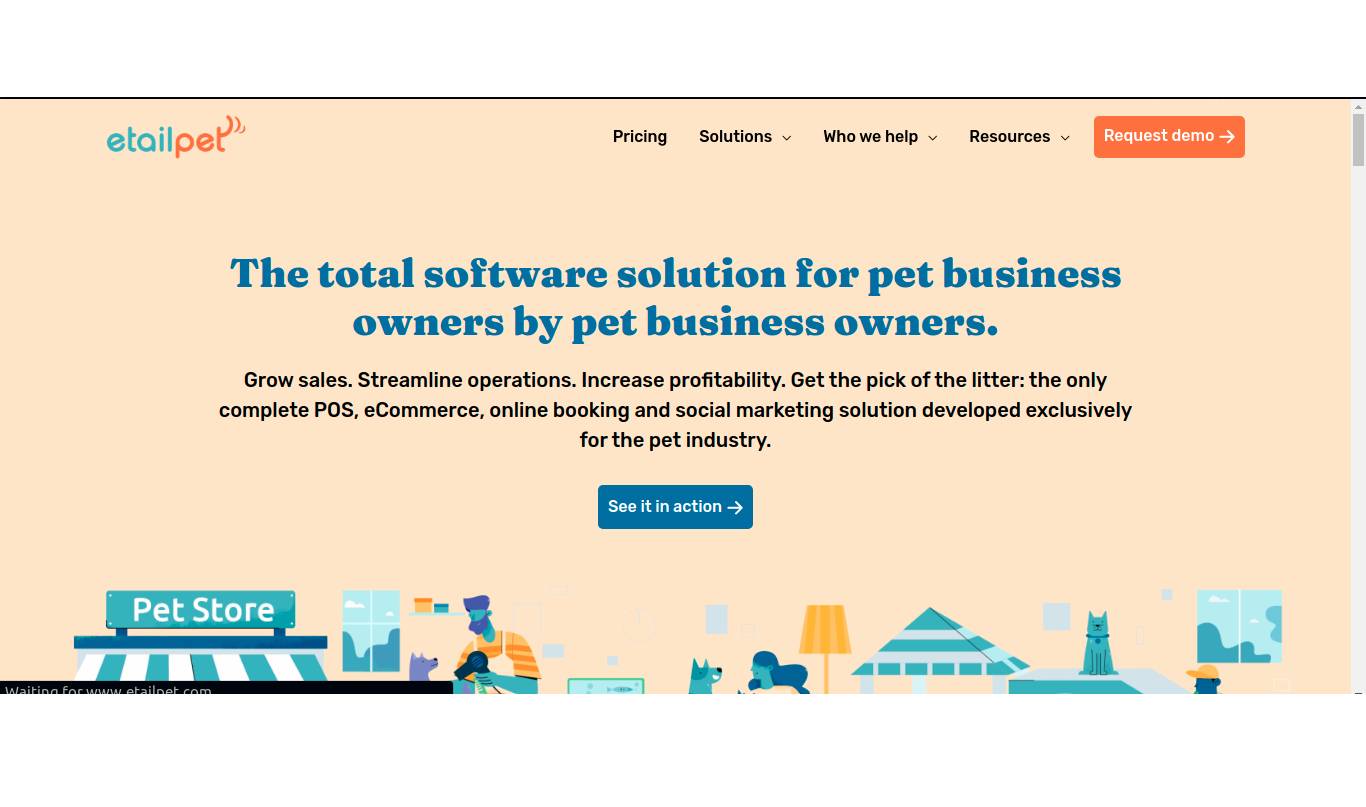 etailpet
Pricing Solutions Who we help Resources Request demo
The total software solution for pet business
owners by pet business owners.
Grow sales. Streamline operations. Increase profitability. Get the pick of the litter: the only
complete POS, eCommerce, online booking and social marketing solution developed exclusively
for the pet industry.
See it in action
Pet Store
Waiting for www.etailpet.com